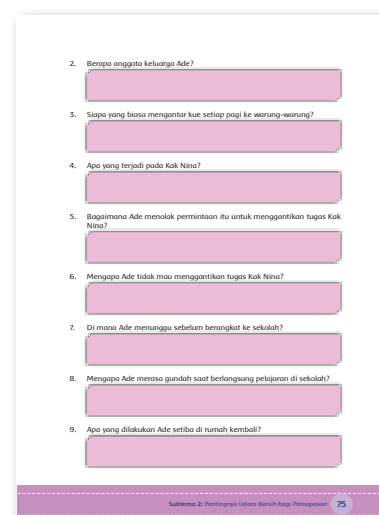 2. Berapa anggota keluarga Ade?
3. Siapa yang biasa mengantar kue setiap pagi ke warung-warung?
4. Apa yang terjadi pada Kak Nina?
5. Bagaimana Ade menolak permintaan itu untuk menggantikan tugas Kak
Nina?
6. Mengapa Ade tidak mau menggantikan tugas Kak Nina?
7. Di mana Ade menunggu sebelum berangkat ke sekolah?
8. Mengapa Ade merasa gundah saat berlangsung pelajaran di sekolah?
9. Apa yang dilakukan Ade setiba di rumah kembali?
Subtema 2: Pentingnya Udara Bersih bagi Pernapasan 75